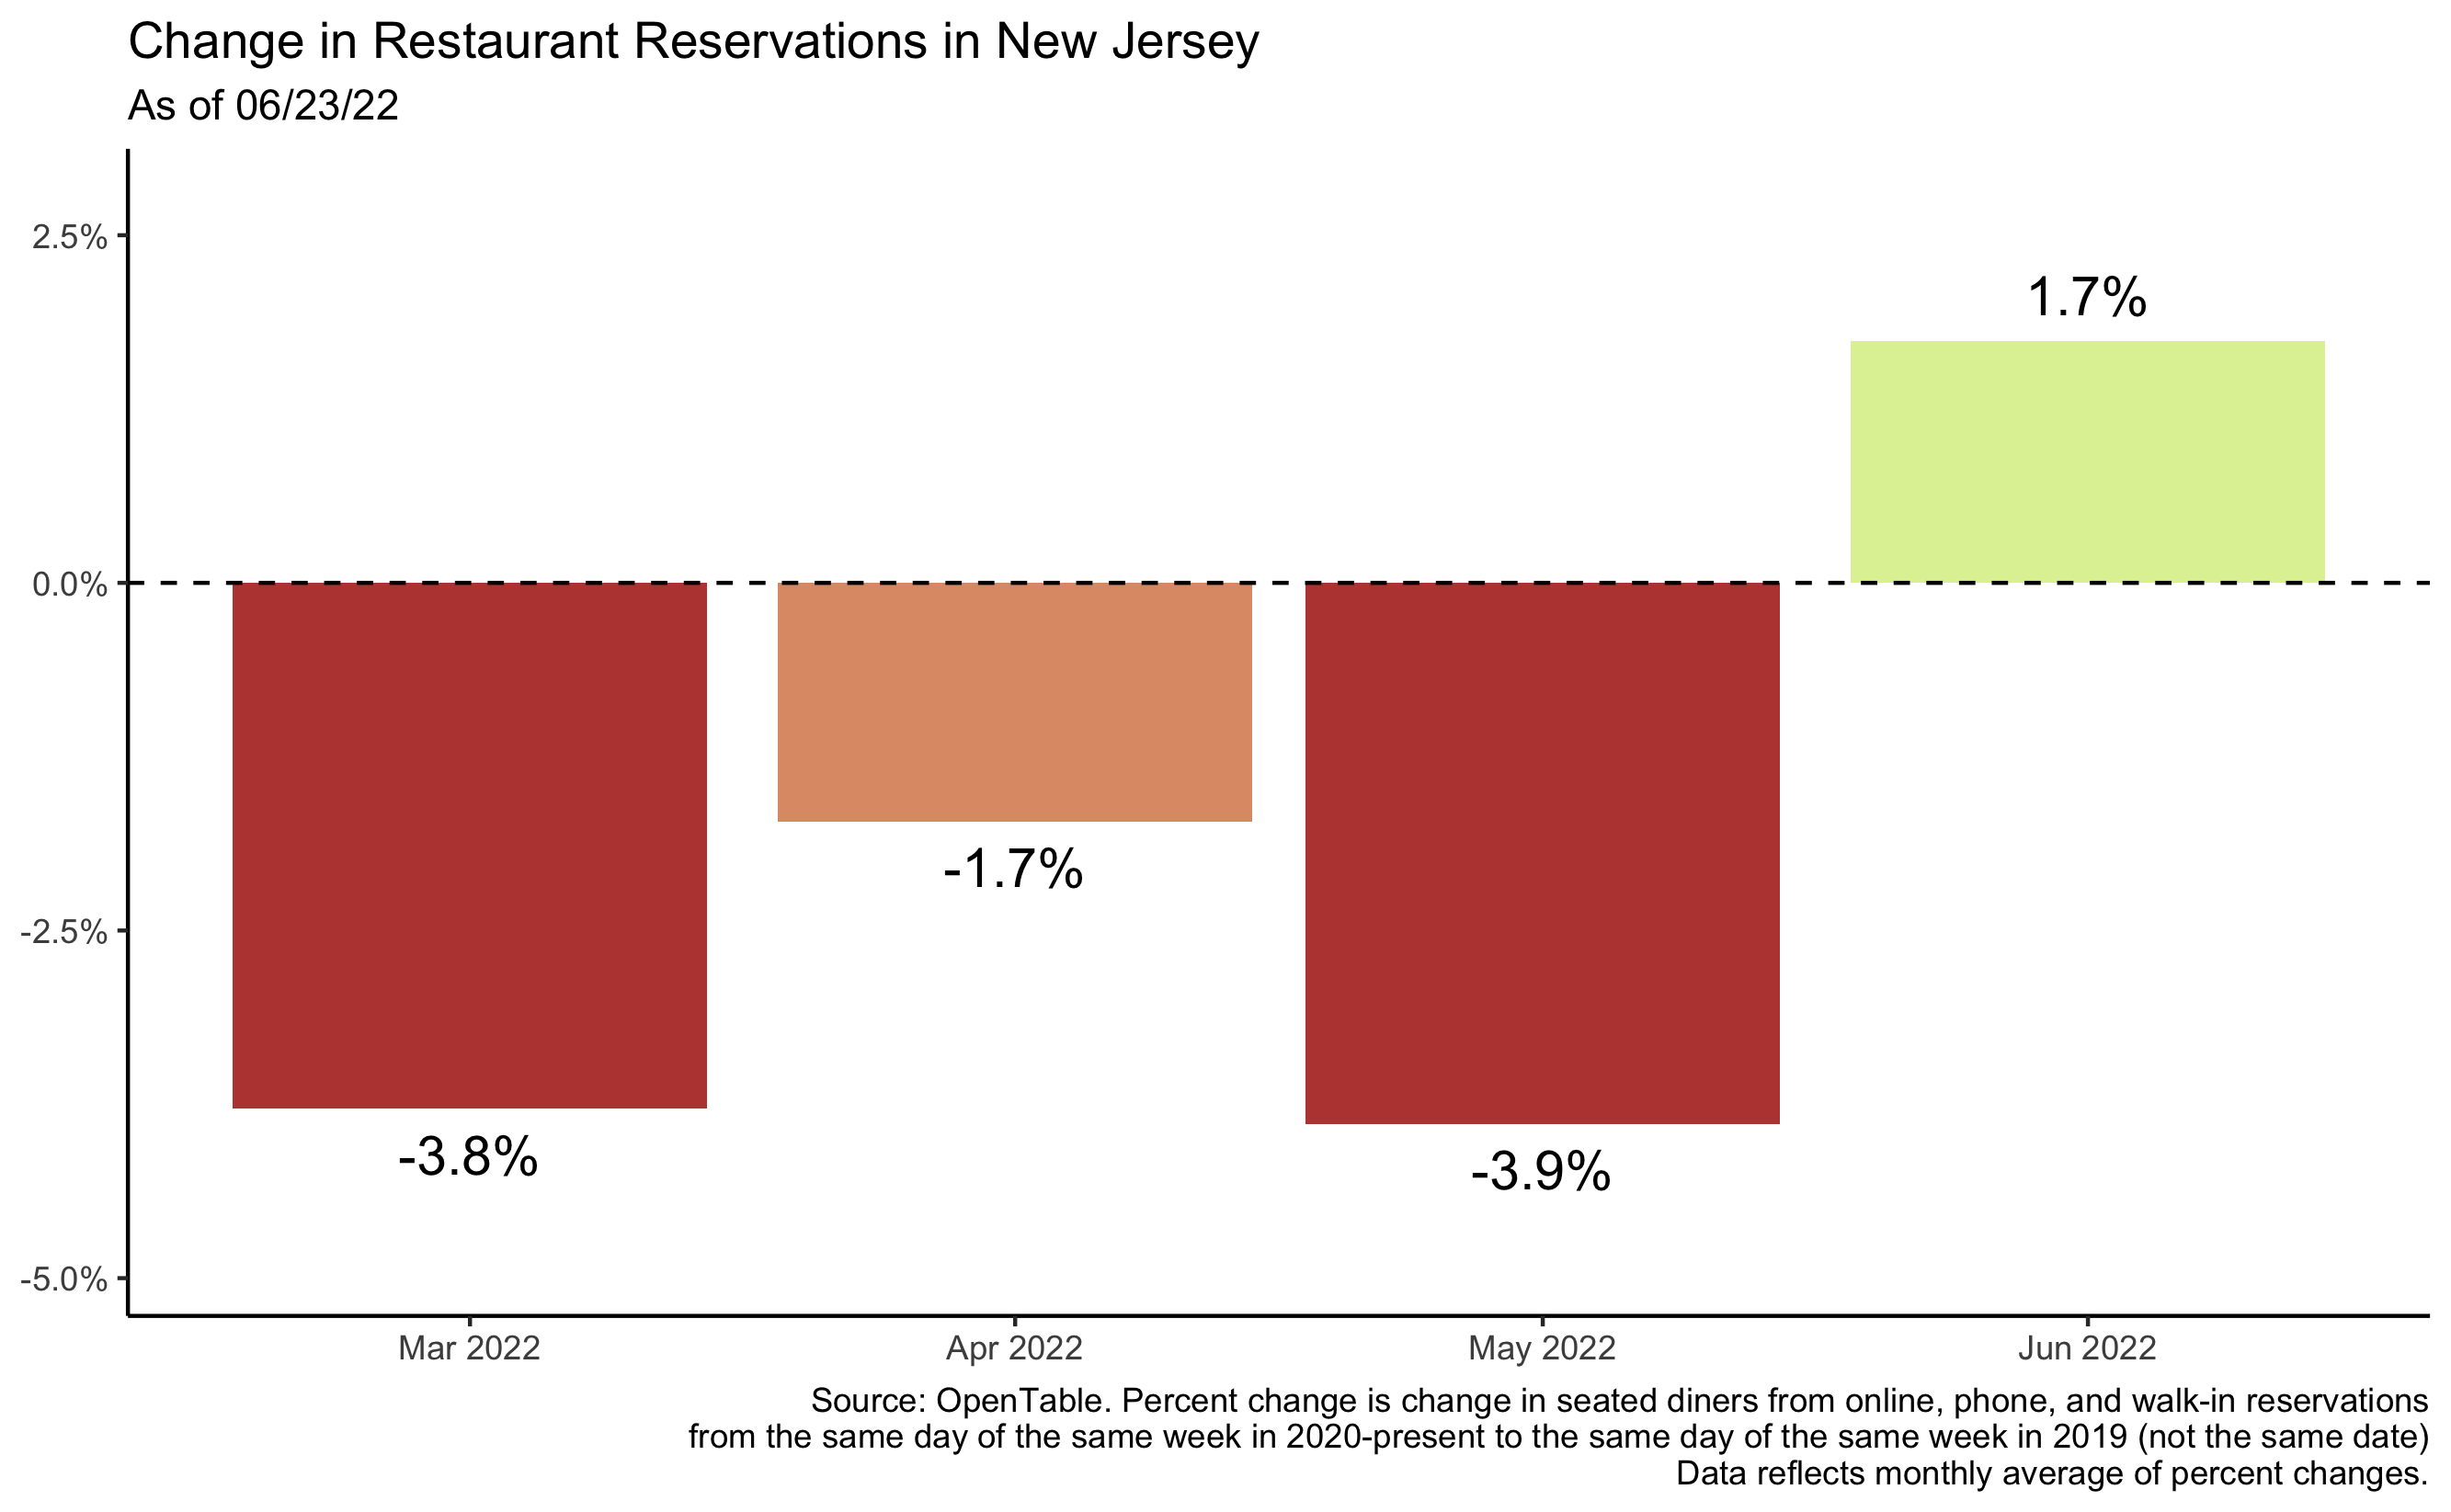 Change in Restaurant Reservations in New Jersey
As of 06/23/22
2.5%
0.0%
-2.5%
-5.0%
-3.8%
-1.7%
-3.9%
1.7%
Mar 2022
Apr 2022
May 2022
Jun 2022
Source: OpenTable. Percent change is change in seated diners from online, phone, and walk-in reservations
from the same day of the same week in 2020-present to the same day of the same week in 2019 (not the same date)
Data reflects monthly average of percent changes.